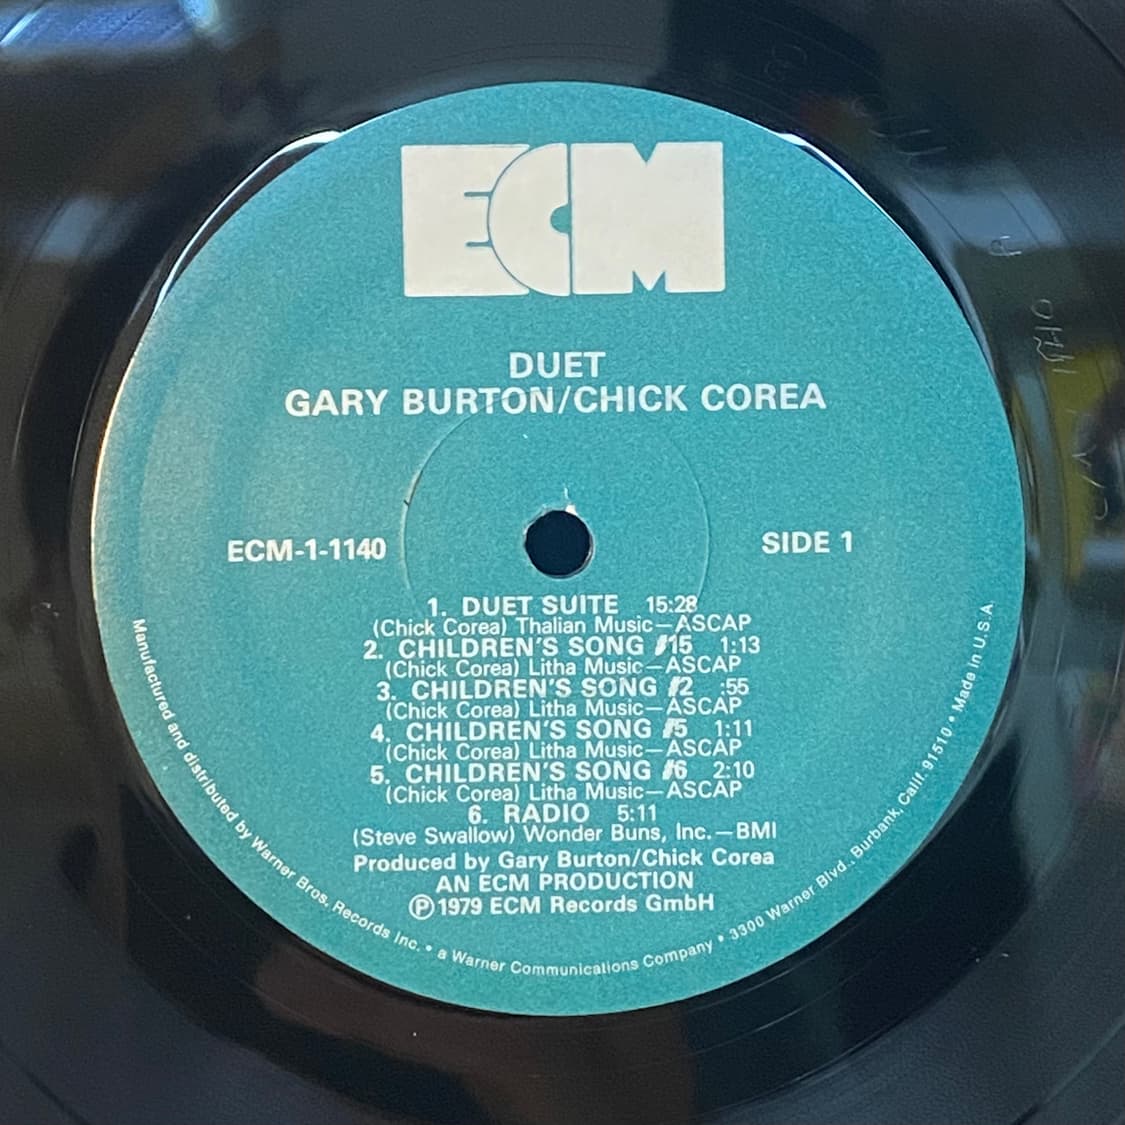 ECM
DUET
GARY BURTON/CHICK COREA
ECM-1-1140
SIDE 1
1. DUET SUITE 15:28
(Chick Corea) Thalian Music—ASCAP
2. CHILDREN'S SONG #15 1:13
(Chick Corea) Litha Music—ASCAP
3. CHILDREN'S SONG #2 :55
(Chick Corea) Litha Music—ASCAP
4. CHILDREN'S SONG #5 1:11
(Chick Corea) Litha Music—ASCAP
5. CHILDREN'S SONG #6 2:10
(Chick Corea) Litha Music—ASCAP
6. RADIO 5:11
(Steve Swallow) Wonder Buns, Inc.—BMI
Produced by Gary Burton/Chick Corea
AN ECM PRODUCTION
Ⓟ1979 ECM Records GmbH
Manufactured and distributed by Warner Bros. Records Inc. • a Warner Communications Company • 3300 Warner Blvd., Burbank, Calif. 91510 • Made in U.S.A.